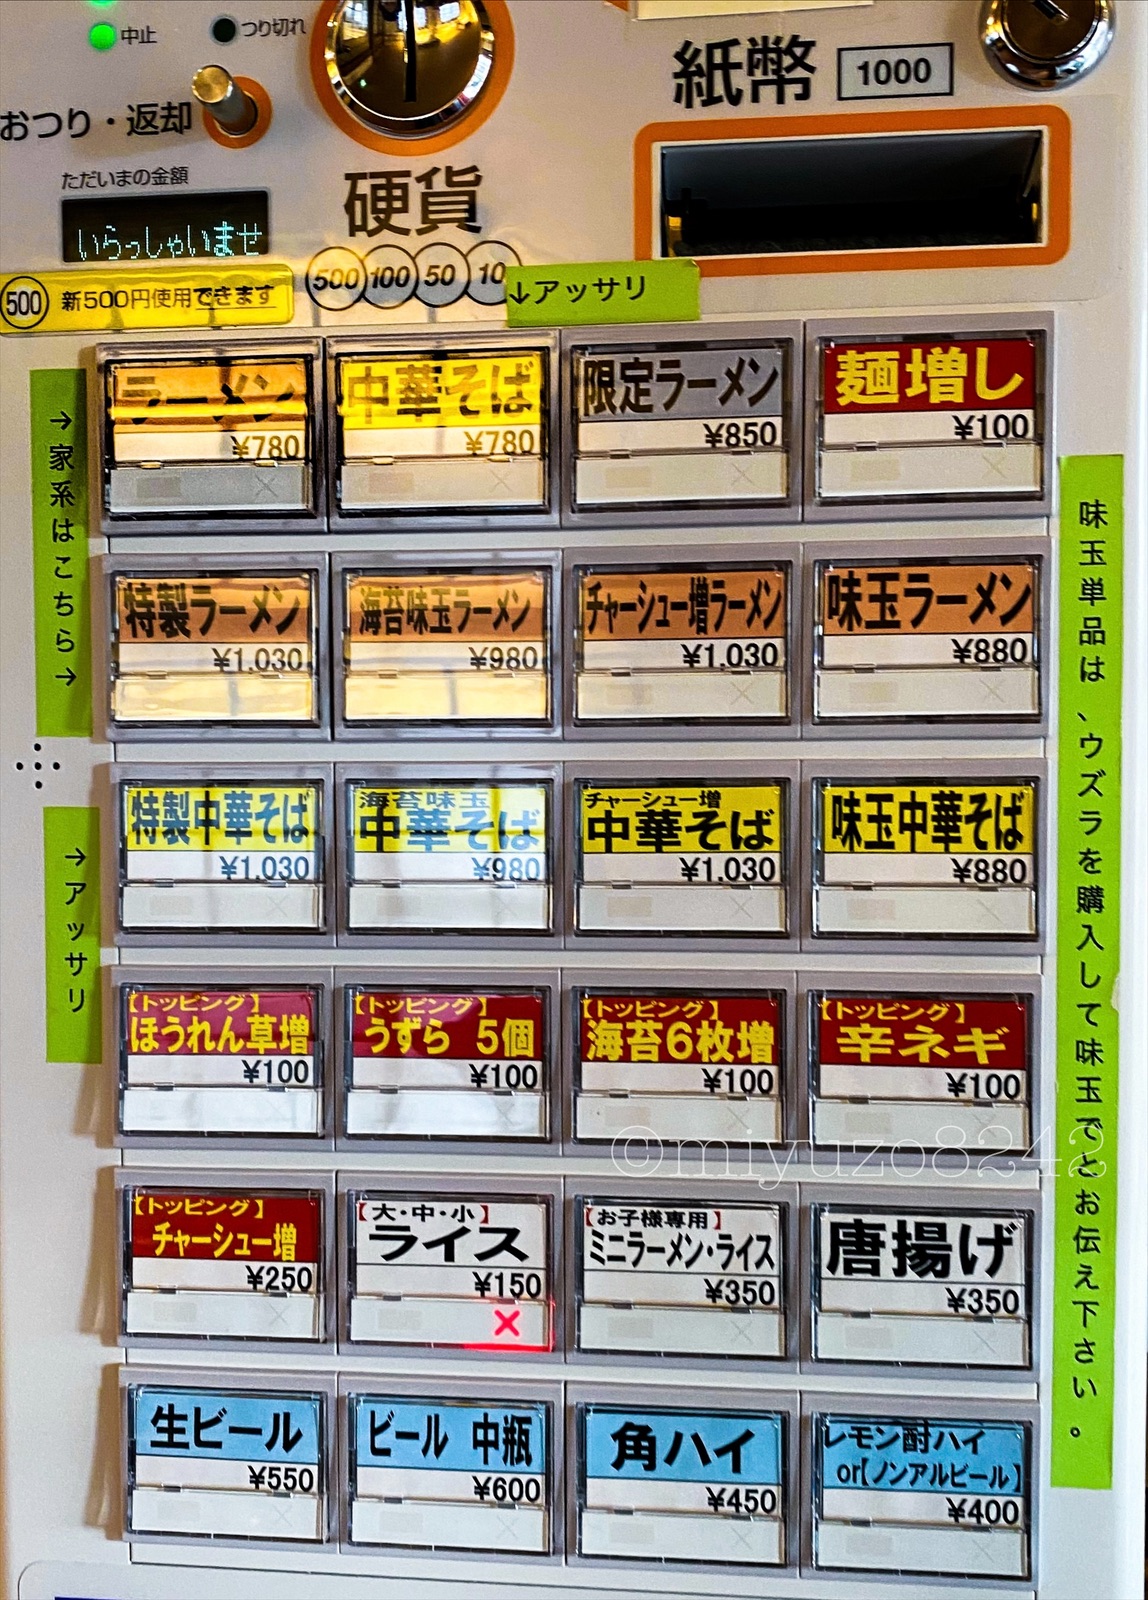 中止
つり切れ
おつり・返却
紙幣
1000
ただいまの金額
いらっしゃいませ
硬貨
500 100 50 10
500
新500円使用できます
↓アッサリ
→家系はこちら→
ラーメン
¥780
中華そば
¥780
限定ラーメン
¥850
麺増し
¥100
特製ラーメン
¥1,030
海苔味玉ラーメン
¥980
チャーシュー増ラーメン
¥1,030
味玉ラーメン
¥880
→アッサリ
特製中華そば
¥1,030
海苔味玉
中華そば
¥980
チャーシュー増
中華そば
¥1,030
味玉中華そば
¥880
【トッピング】
ほうれん草増
¥100
【トッピング】
うずら 5個
¥100
【トッピング】
海苔6枚増
¥100
【トッピング】
辛ネギ
¥100
【トッピング】
チャーシュー増
¥250
【大・中・小】
ライス
¥150
×
【お子様専用】
ミニラーメン・ライス
¥350
唐揚げ
¥350
生ビール
¥550
ビール 中瓶
¥600
角ハイ
¥450
レモン酎ハイ
or【ノンアルビール】
¥400
味玉単品は、ウズラを購入して味玉でとお伝え下さい。
©miyuzo8242